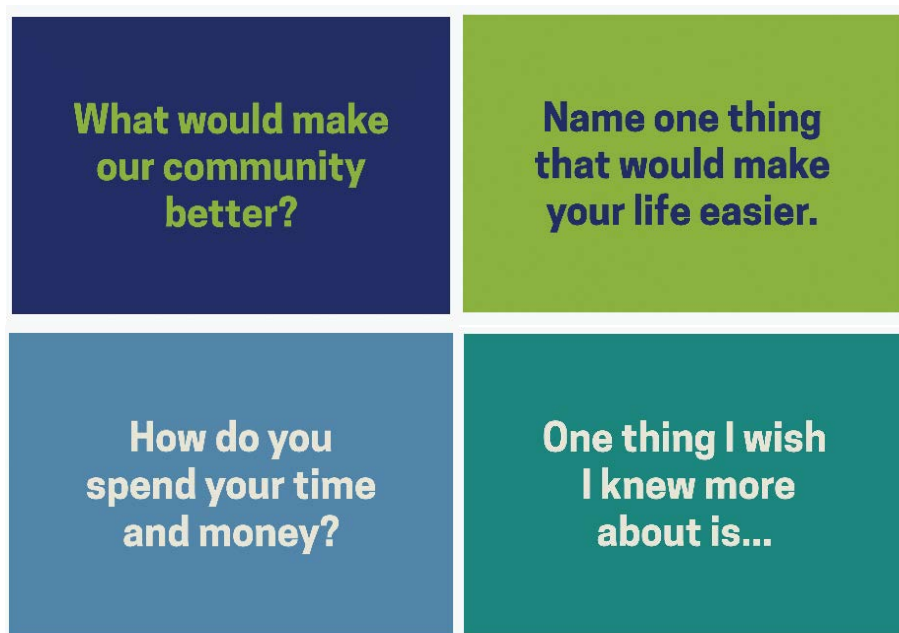 What would make
our community
better?
Name one thing
that would make
your life easier.
How do you
spend your time
and money?
One thing I wish
I knew more
about is...